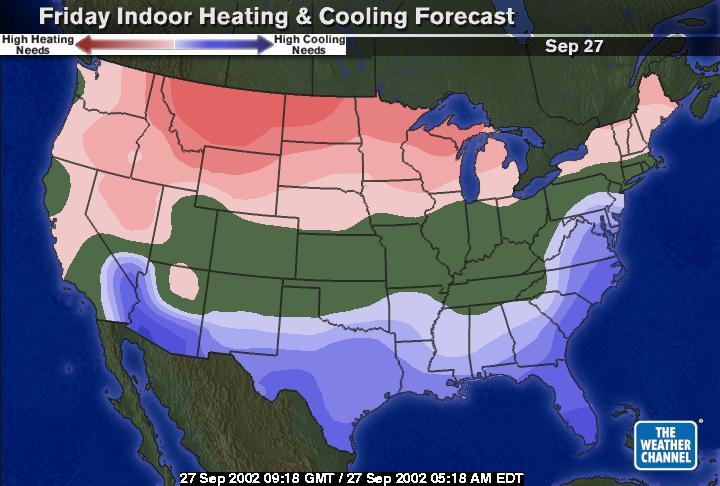 Friday Indoor Heating & Cooling Forecast
High Heating
Needs
High Cooling
Needs
Sep 27
THE
WEATHER
CHANNEL
27 Sep 2002 09:18 GMT / 27 Sep 2002 05:18 AM EDT